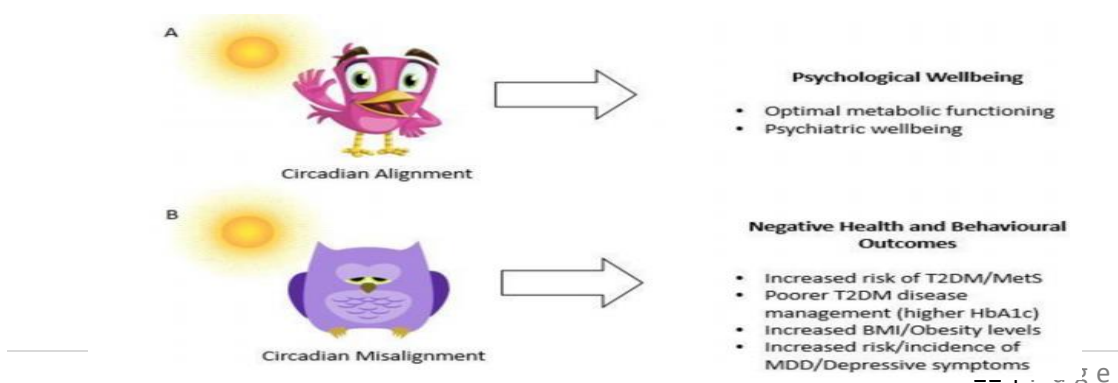 A
Circadian Alignment
Psychological Wellbeing
• Optimal metabolic functioning
• Psychiatric wellbeing
B
Circadian Misalignment
Negative Health and Behavioural
Outcomes
• Increased risk of T2DM/MetS
• Poorer T2DM disease
management (higher HbA1c)
• Increased BMI/Obesity levels
• Increased risk/incidence of
MDD/Depressive symptoms